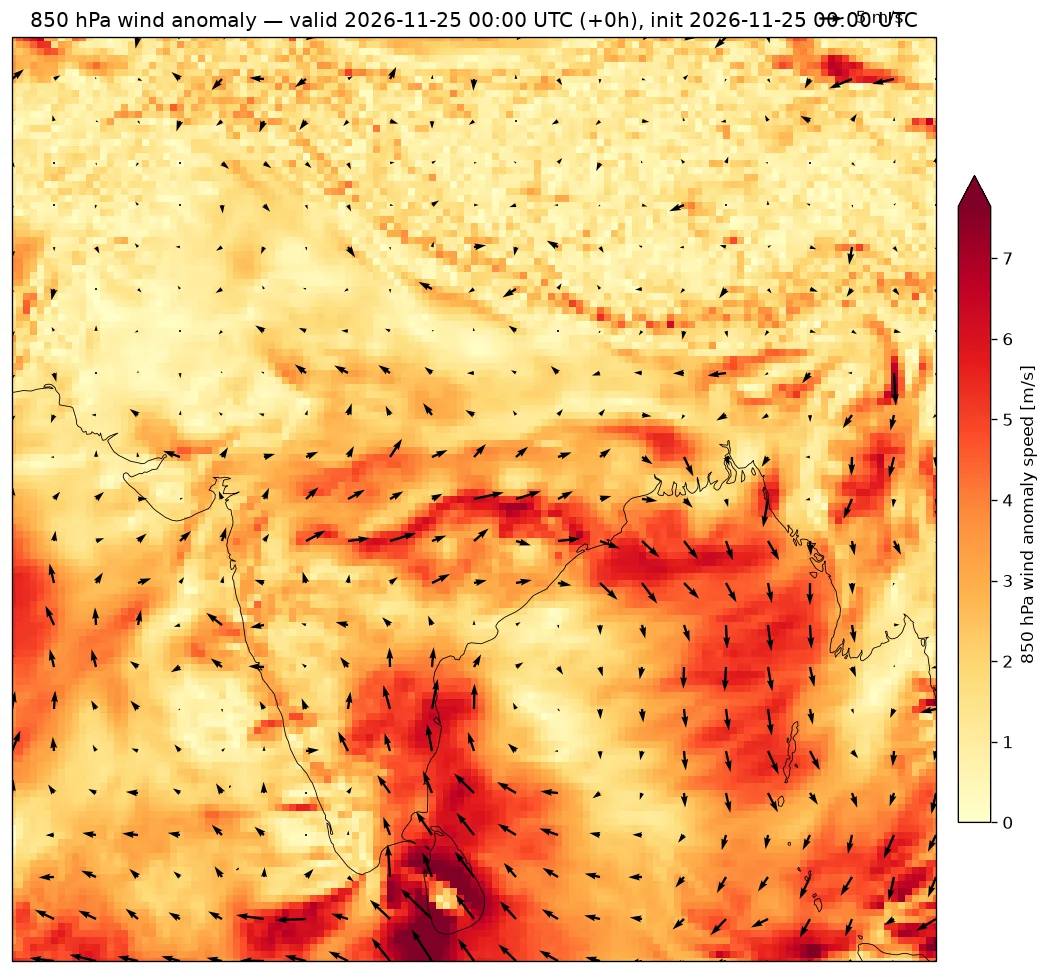 850 hPa wind anomaly — valid 2026-11-25 00:00 UTC (+0h), init 2026-11-25 00:00 UTC
5 m/s
7
6
5
4
3
2
1
0
850 hPa wind anomaly speed [m/s]